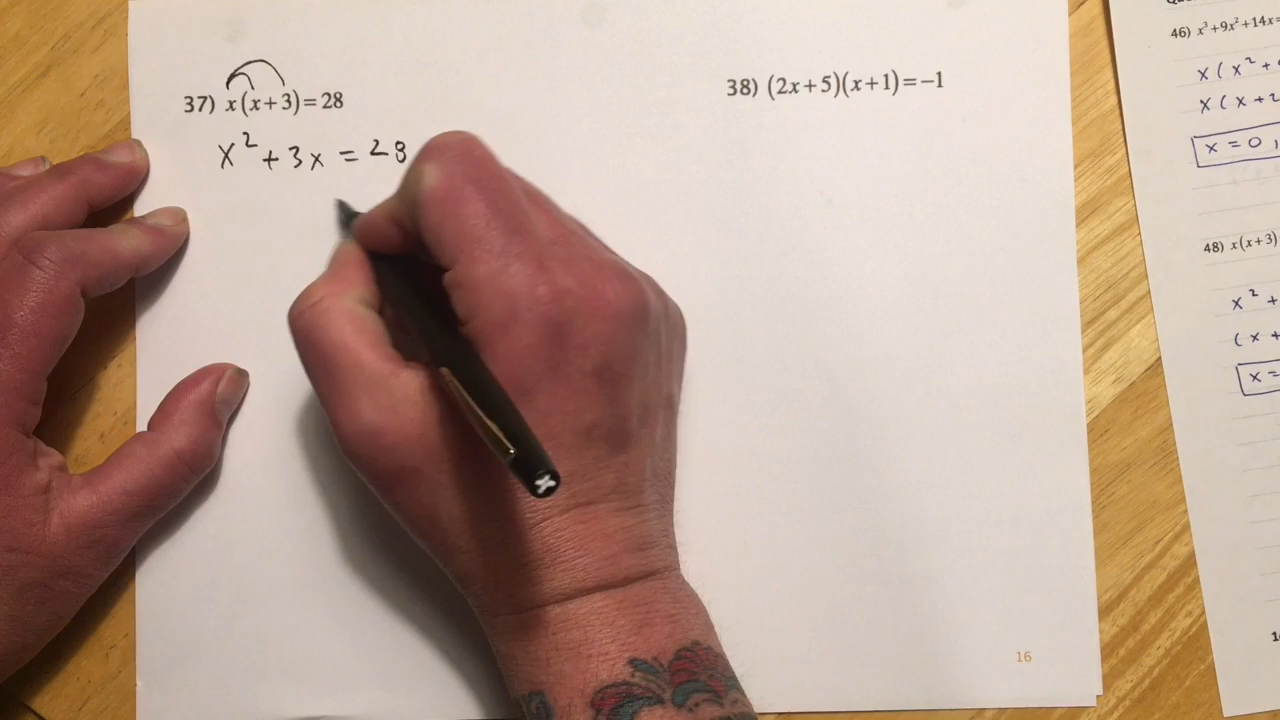 37) x(x+3)=28
x² + 3x = 28
38) (2x+5)(x+1)=−1
16
46) x³+9x²+14x=
x ( x² +
x ( x + 2
x = 0 ,
48) x(x+3)
x² +
( x +
x =